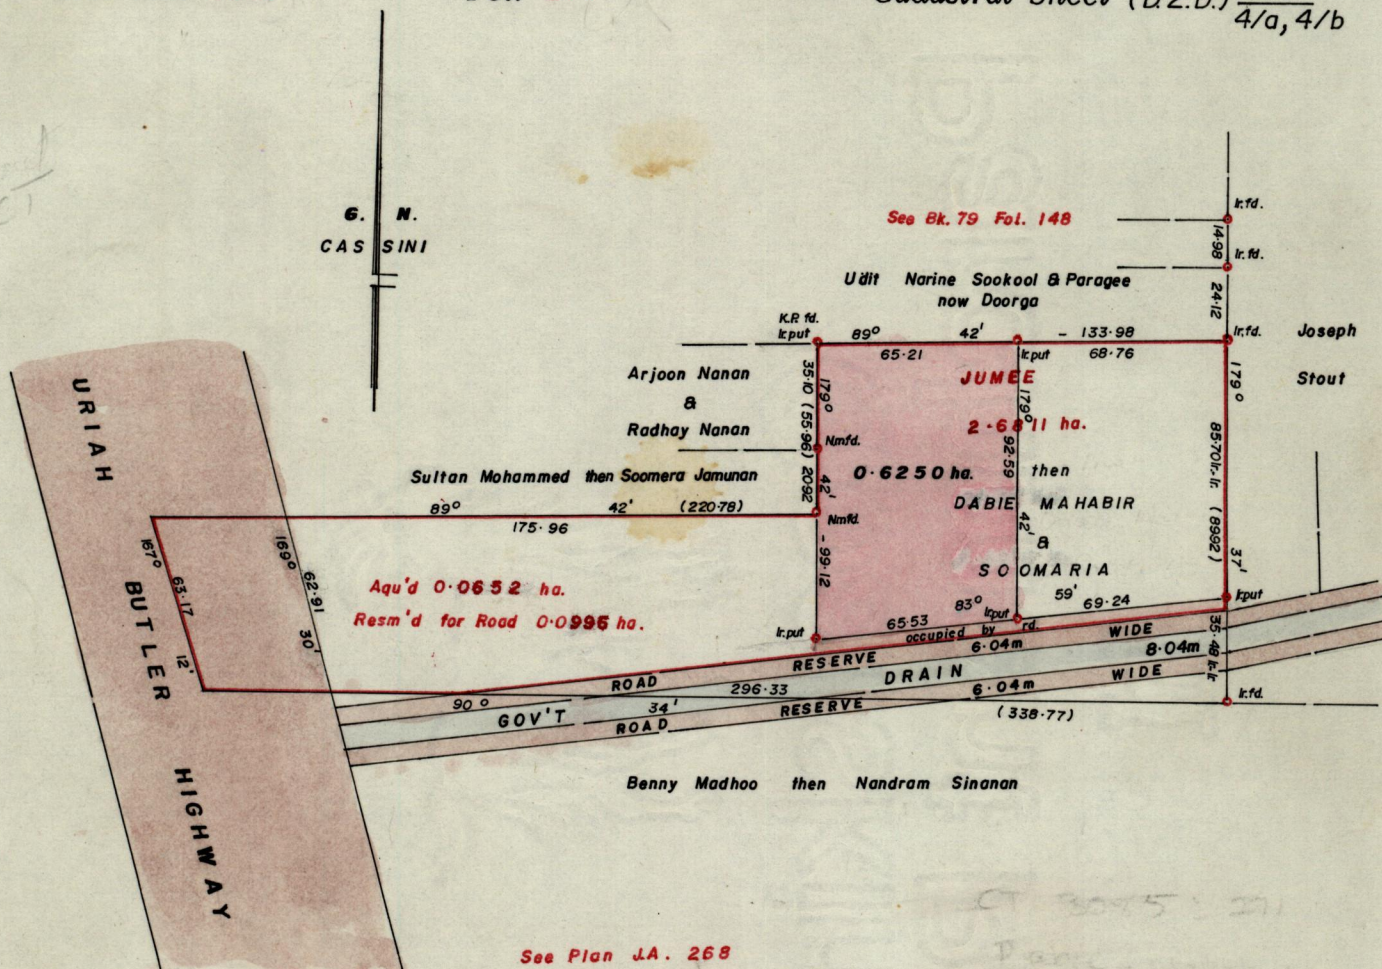 Cadastral Sheet (D.Z.D.)
4/a, 4/b
G. N.
CASSINI
See Bk. 79 Fol. 148
Ir.fd.
14·98
Ir.fd.
24·12
Udit Narine Sookool & Paragee
now Doorga
K.P. fd.
Ir.put
89° 42' - 133·98
65·21
68·76
Ir.put
Ir.fd.
Joseph
Stout
Arjoon Nanan
&
Radhay Nanan
35·10 (55·96) 20·92
179° 42' - 99·12
Nmfd.
Nmfd.
JUMEE
2·6811 ha.
0·6250 ha.
then
DABIE MAHABIR
&
SOOMARIA
179° 42'
92·59
179° 37'
85·70 Ir.-Ir. (89·92)
Sultan Mohammed then Soomera Jamunan
89° 42' (220·78)
175·96
URIAH
BUTLER
HIGHWAY
167° 12'
63·17
169° 30'
62·91
Aqu'd 0·0652 ha.
Resm'd for Road 0·0995 ha.
Ir.put
83° 59'
65·53
69·24
Ir.put
Ir.put
occupied by rd.
ROAD RESERVE 6·04m WIDE
GOV'T DRAIN 8·04m
ROAD RESERVE 6·04m WIDE
35·48 Ir-Ir
Ir.fd.
90° 34' 296·33
(338·77)
Benny Madhoo then Nandram Sinanan
CT
See Plan J.A. 268